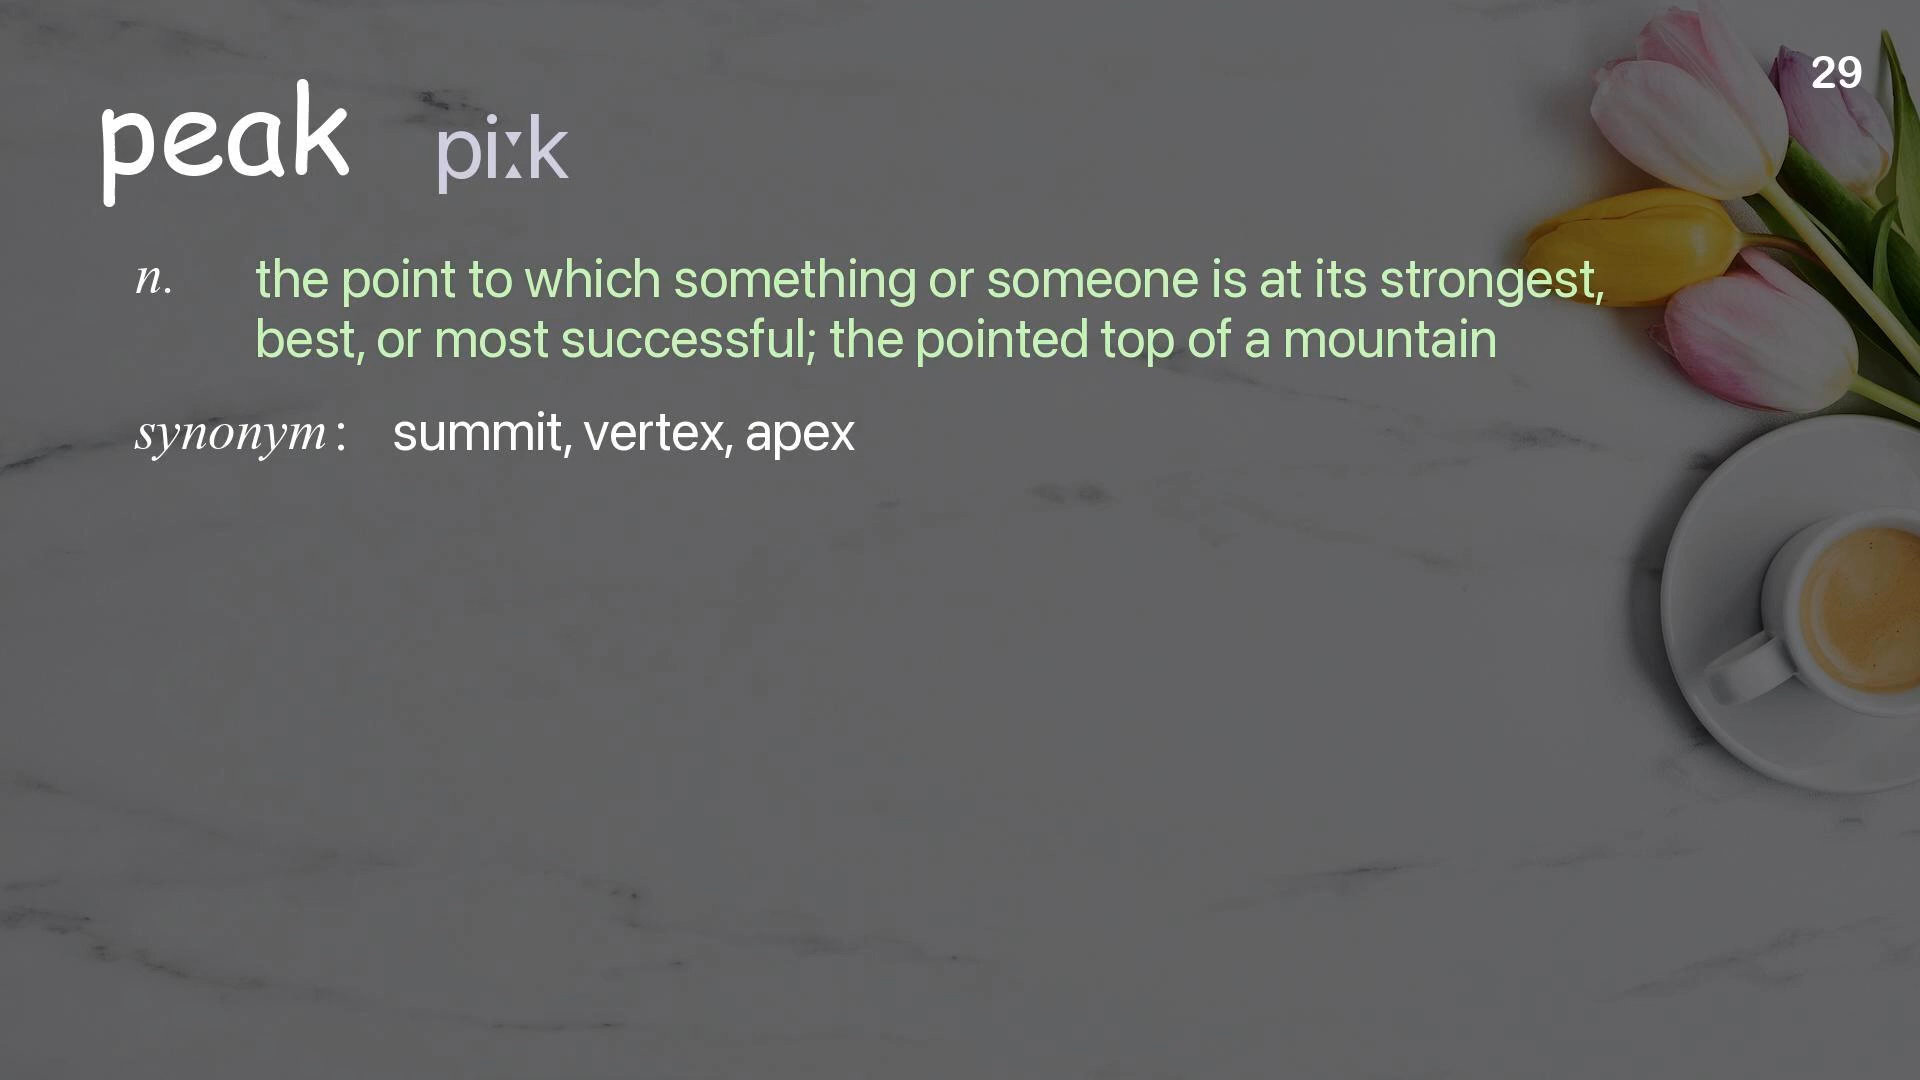 29
peak piːk
n. the point to which something or someone is at its strongest,
best, or most successful; the pointed top of a mountain
synonym : summit, vertex, apex